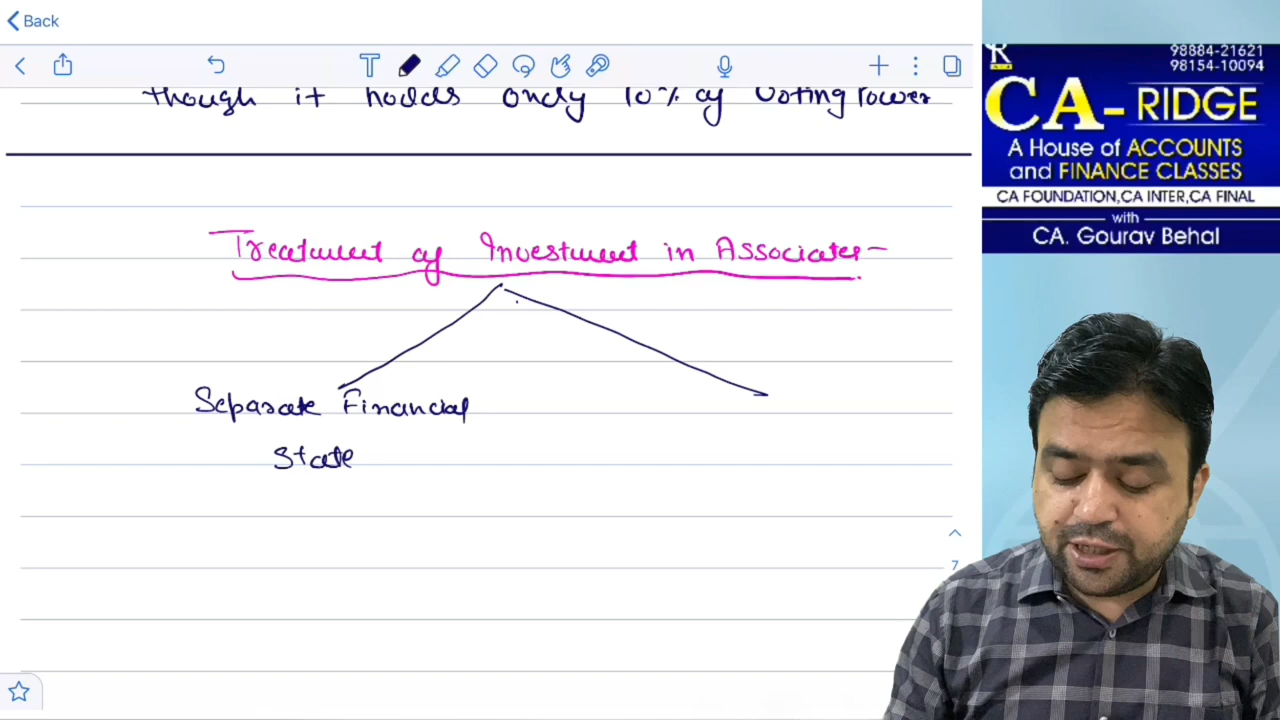 Back
though it holds only 10% of Voting Power
Treatment of Investment in Associates-
Separate Financial
State
7
R
98884-21621
98154-10094
CA- RIDGE
A House of ACCOUNTS
and FINANCE CLASSES
CA FOUNDATION,CA INTER,CA FINAL
with
CA. Gourav Behal